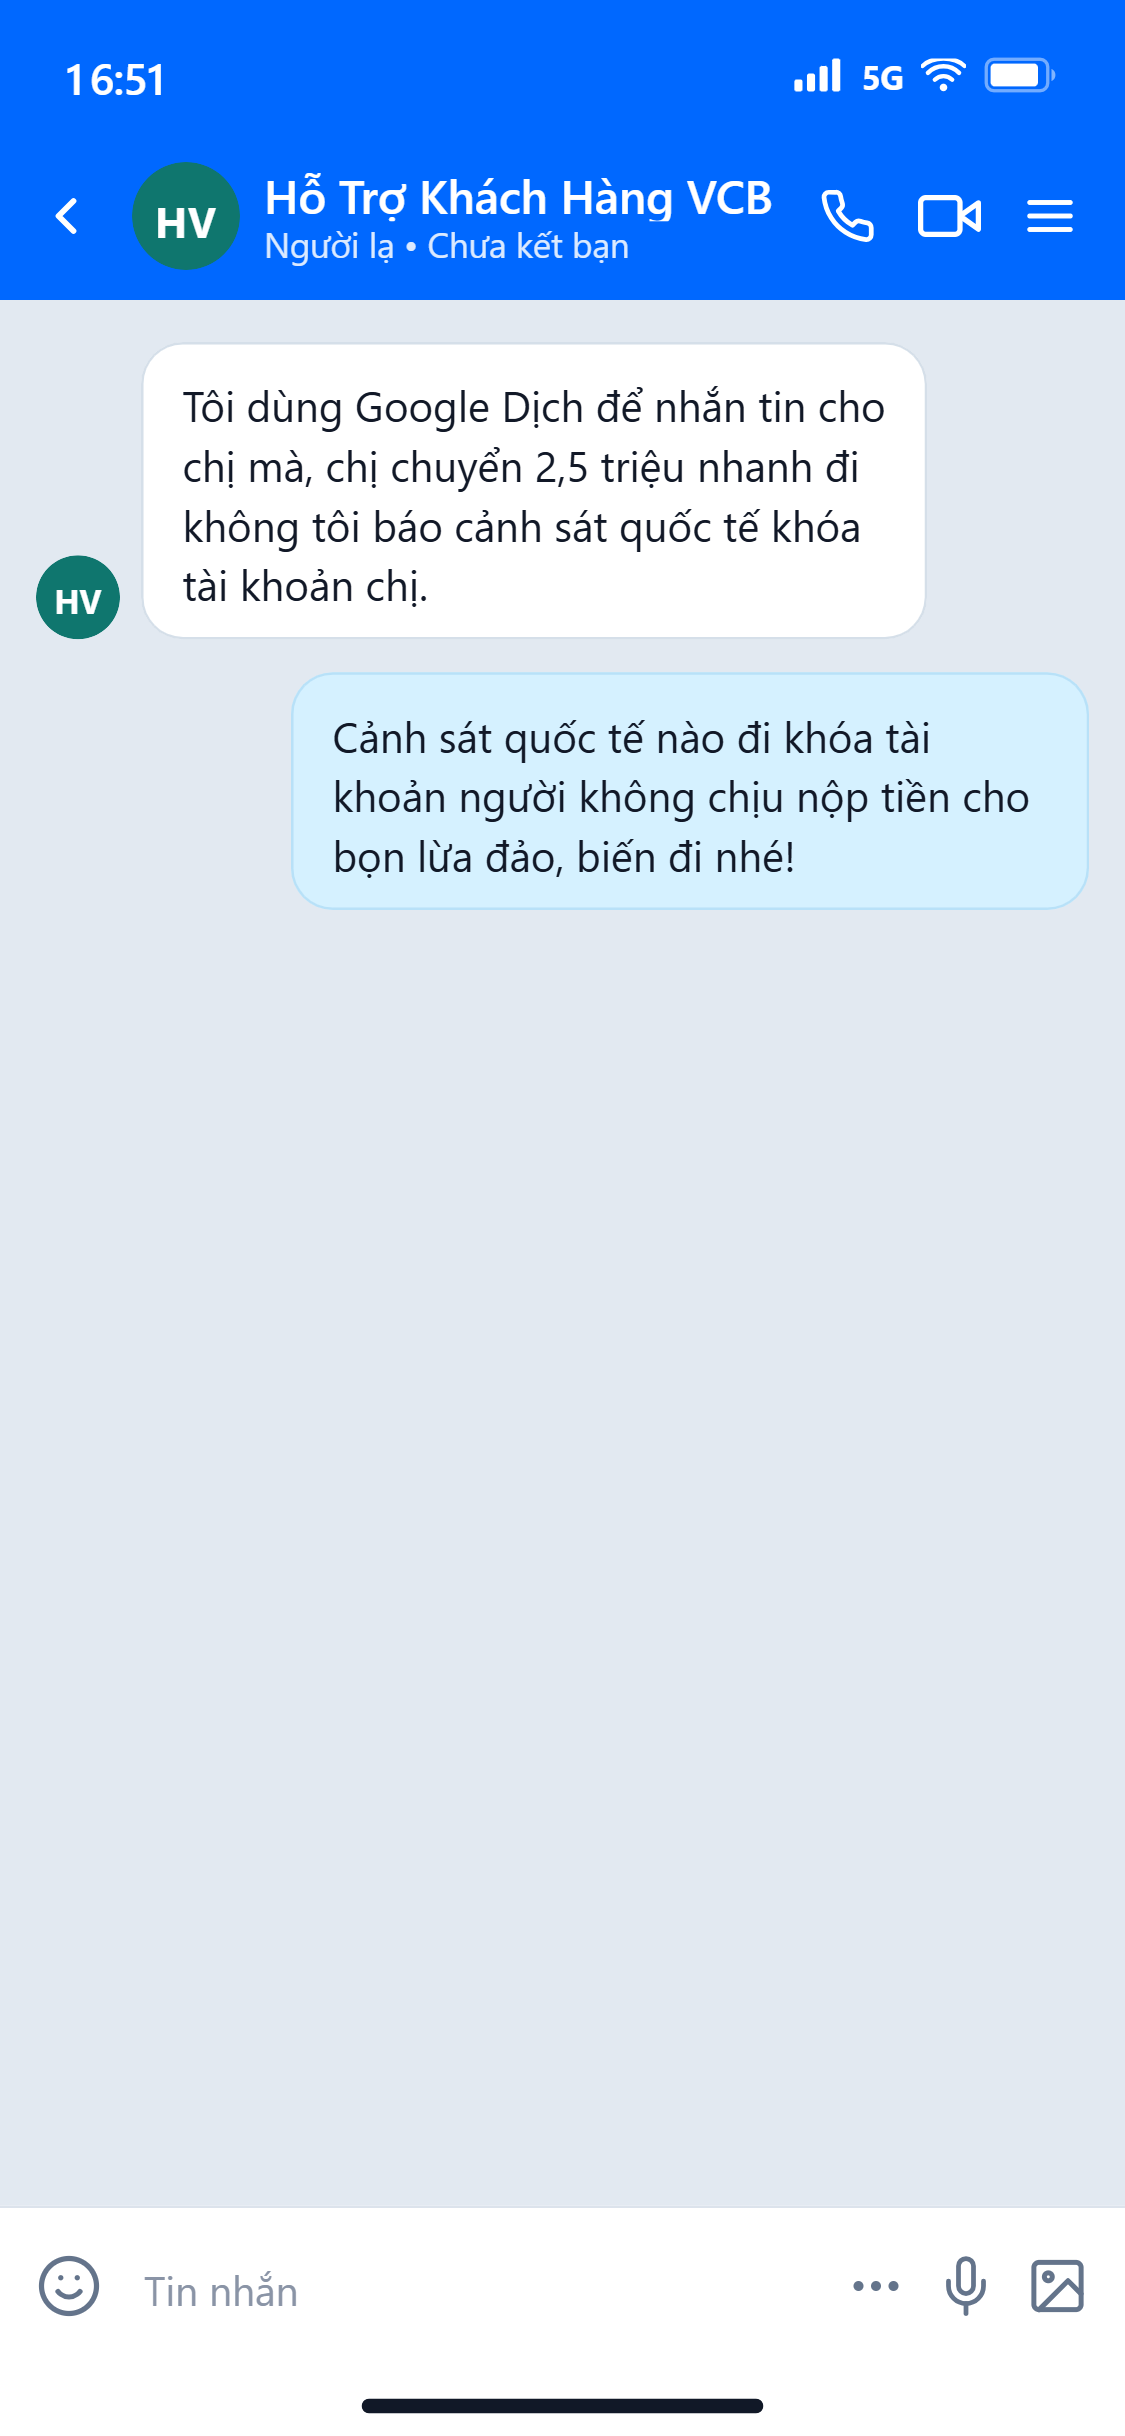 16:51
5G
HV
Hỗ Trợ Khách Hàng VCB
Người lạ • Chưa kết bạn
Tôi dùng Google Dịch để nhắn tin cho
chị mà, chị chuyển 2,5 triệu nhanh đi
không tôi báo cảnh sát quốc tế khóa
tài khoản chị.
HV
Cảnh sát quốc tế nào đi khóa tài
khoản người không chịu nộp tiền cho
bọn lừa đảo, biến đi nhé!
Tin nhắn